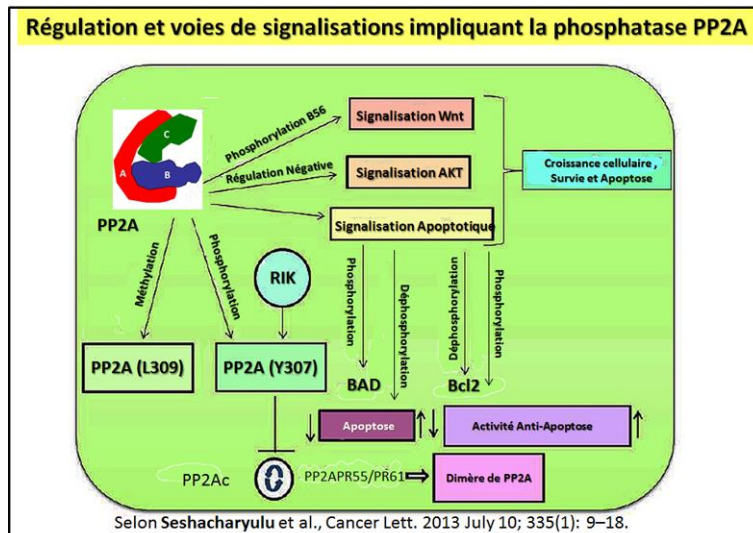 Régulation et voies de signalisations impliquant la phosphatase PP2A
C
A
B
PP2A
Phosphorylation B56
Régulation Négative
Signalisation Wnt
Signalisation AKT
Signalisation Apoptotique
Croissance cellulaire ,
Survie et Apoptose
Méthylation
Phosphorylation
RIK
Phosphorylation
Déphosphorylation
Déphosphorylation
Phosphorylation
PP2A (L309)
PP2A (Y307)
BAD
Bcl2
Apoptose
Activité Anti-Apoptose
PP2Ac
PP2APR55/PR61
Dimère de PP2A
Selon Seshacharyulu et al., Cancer Lett. 2013 July 10; 335(1): 9–18.